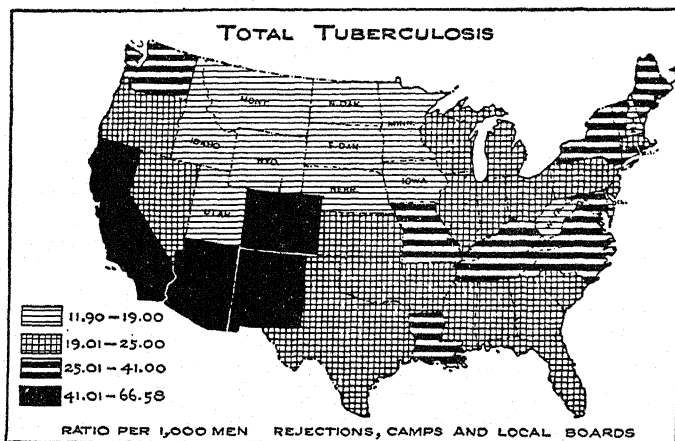 TOTAL TUBERCULOSIS
MONT.
N.DAK.
MINN.
IDAHO
S.DAK.
WYO.
NEBR.
IOWA
UTAH
11.90–19.00
19.01–25.00
25.01–41.00
41.01–66.58
RATIO PER 1,000 MEN REJECTIONS, CAMPS AND LOCAL BOARDS